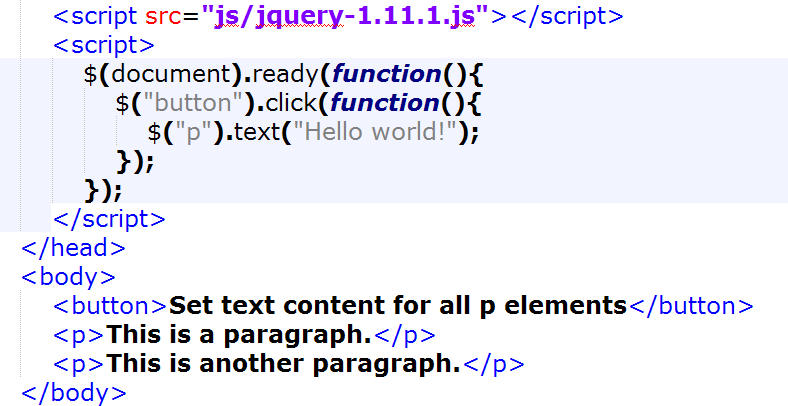 <script src="js/jquery-1.11.1.js"></script>
<script>
$(document).ready(function(){
$("button").click(function(){
$("p").text("Hello world!");
});
});
</script>
</head>
<body>
<button>Set text content for all p elements</button>
<p>This is a paragraph.</p>
<p>This is another paragraph.</p>
</body>